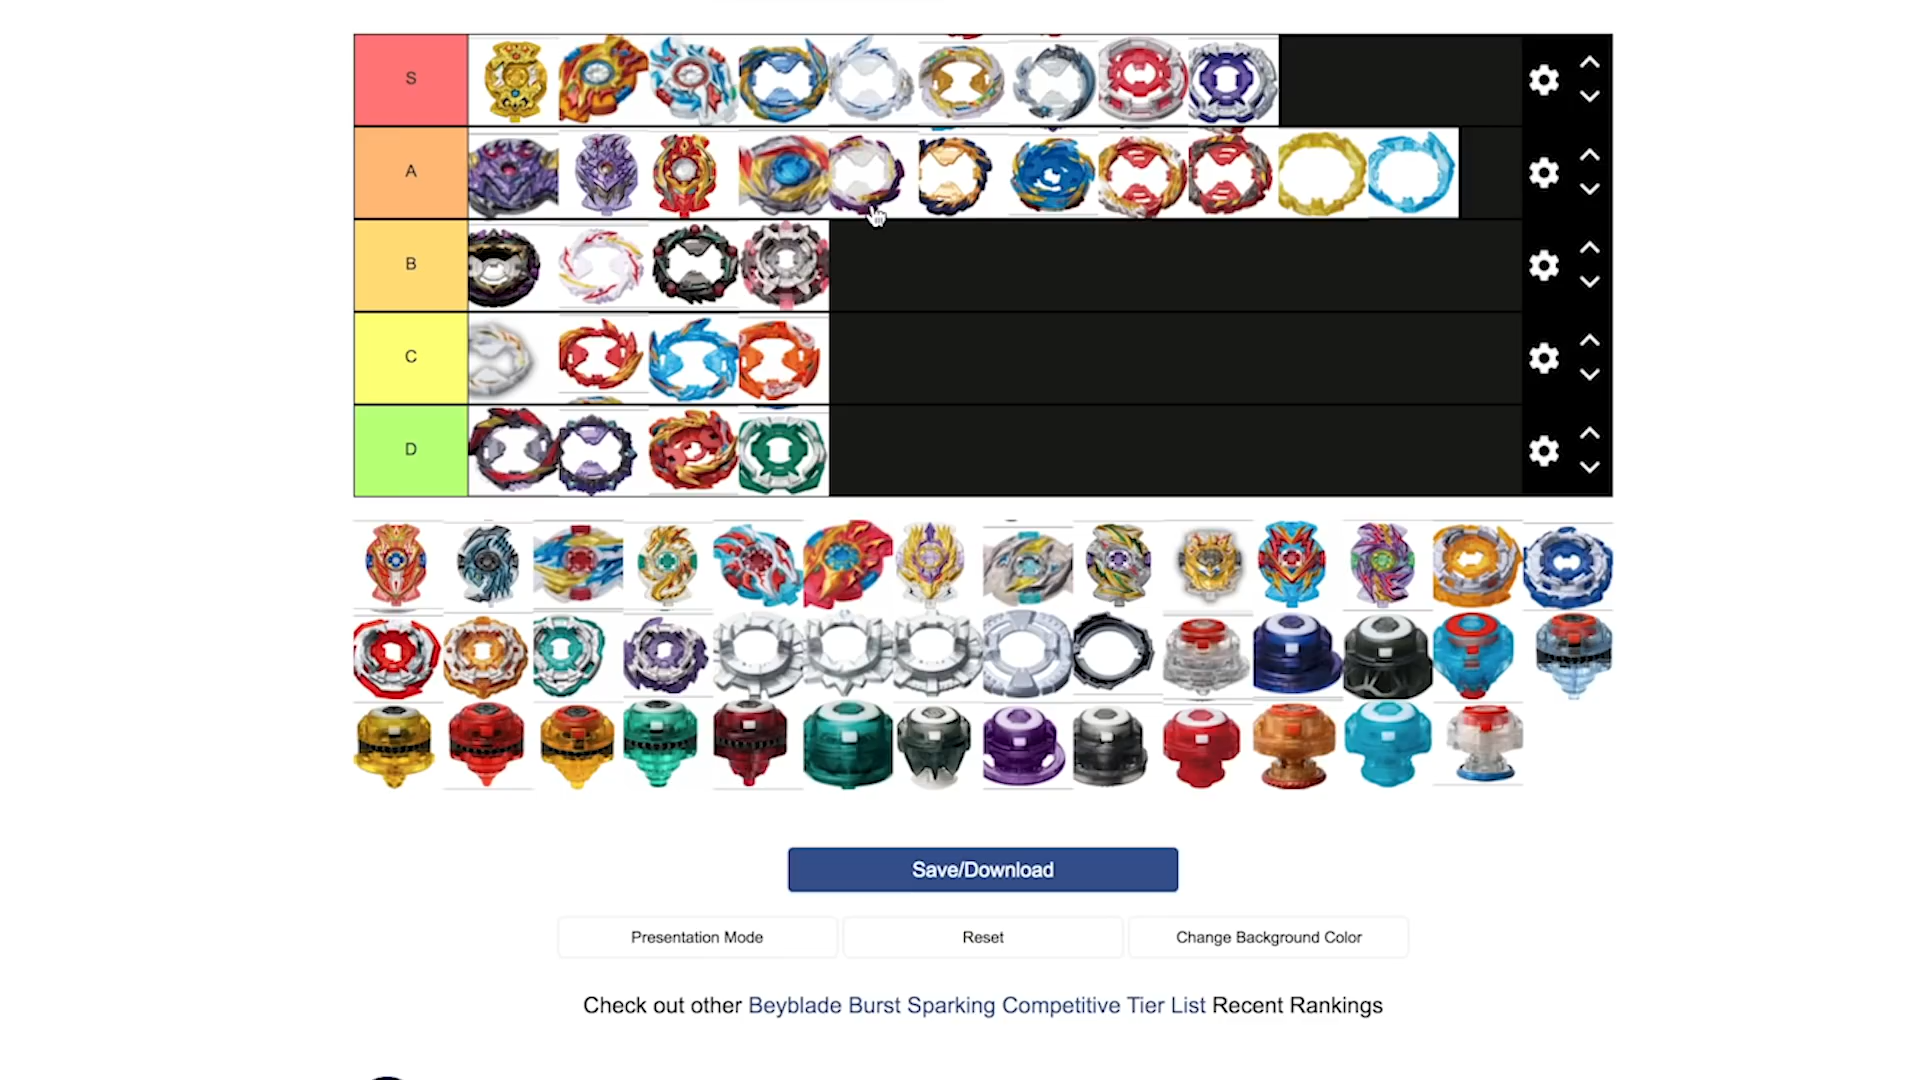 S
A
B
C
D
Save/Download
Presentation Mode
Reset
Change Background Color
Check out other Beyblade Burst Sparking Competitive Tier List Recent Rankings